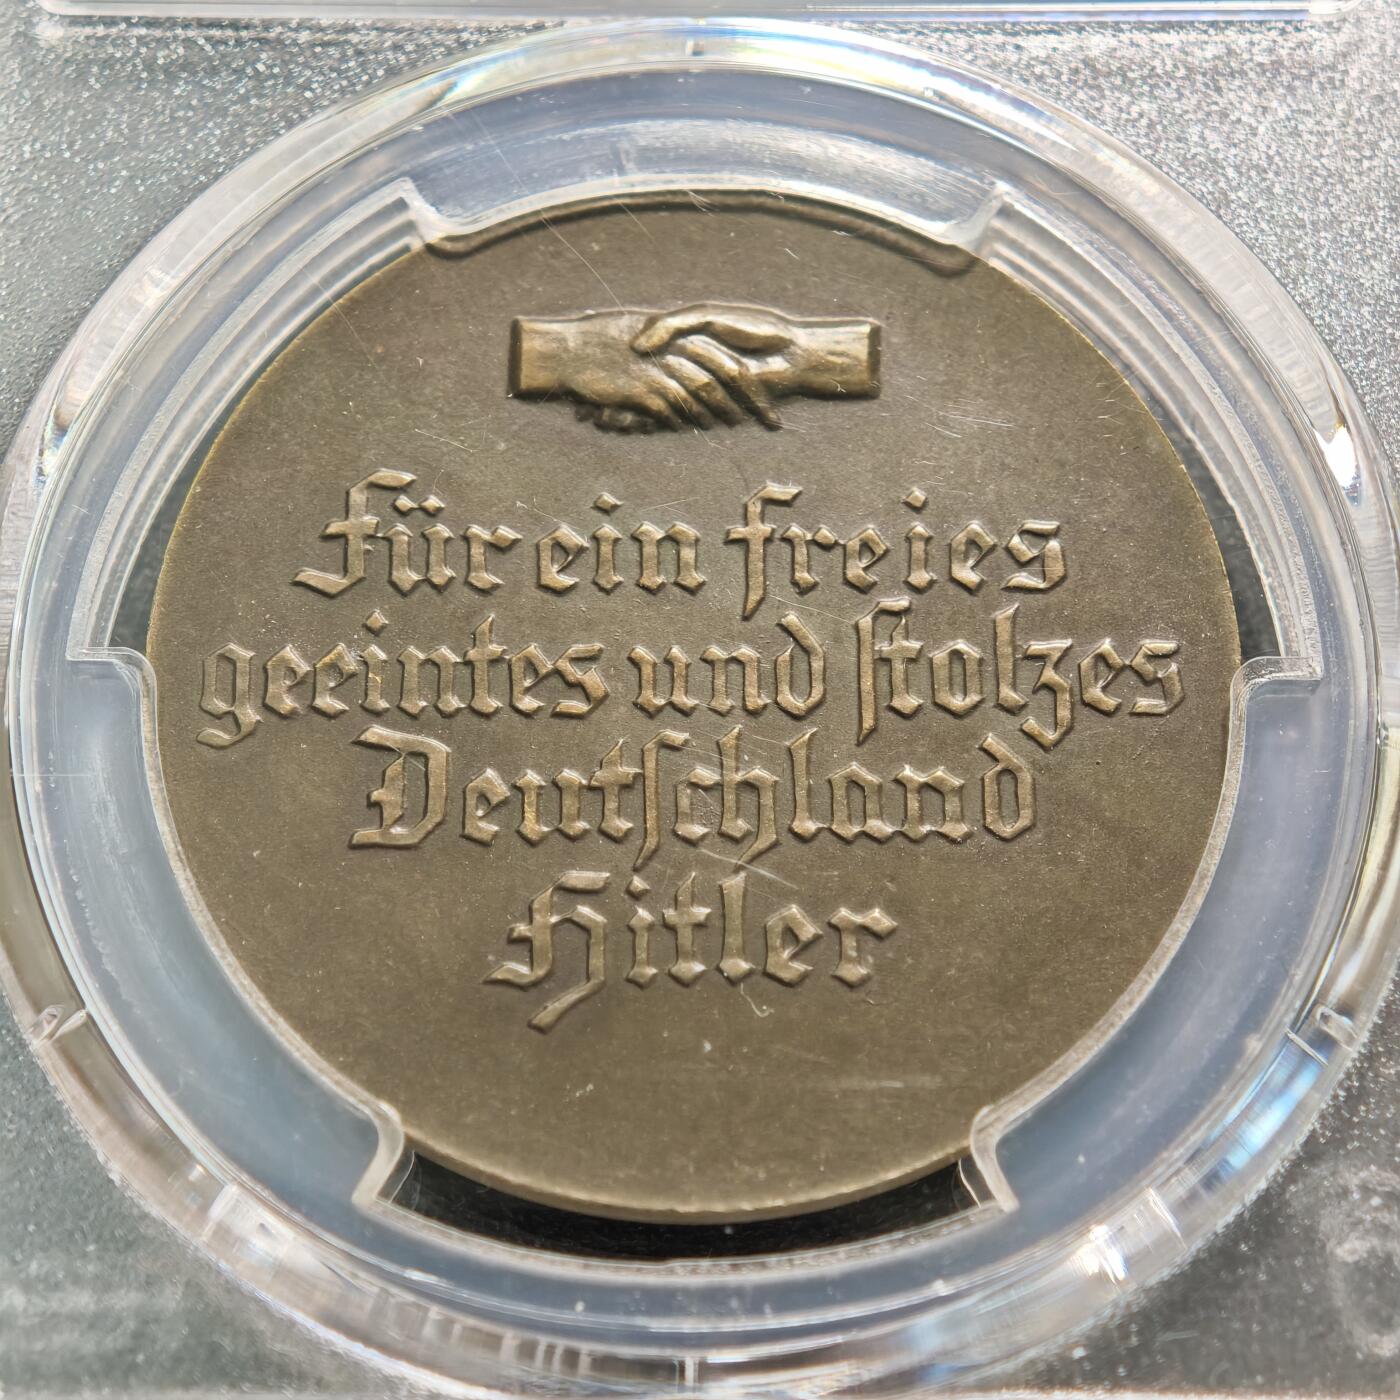 Für ein freies
geeintes und ſtolzes
Deutſchland
Hitler